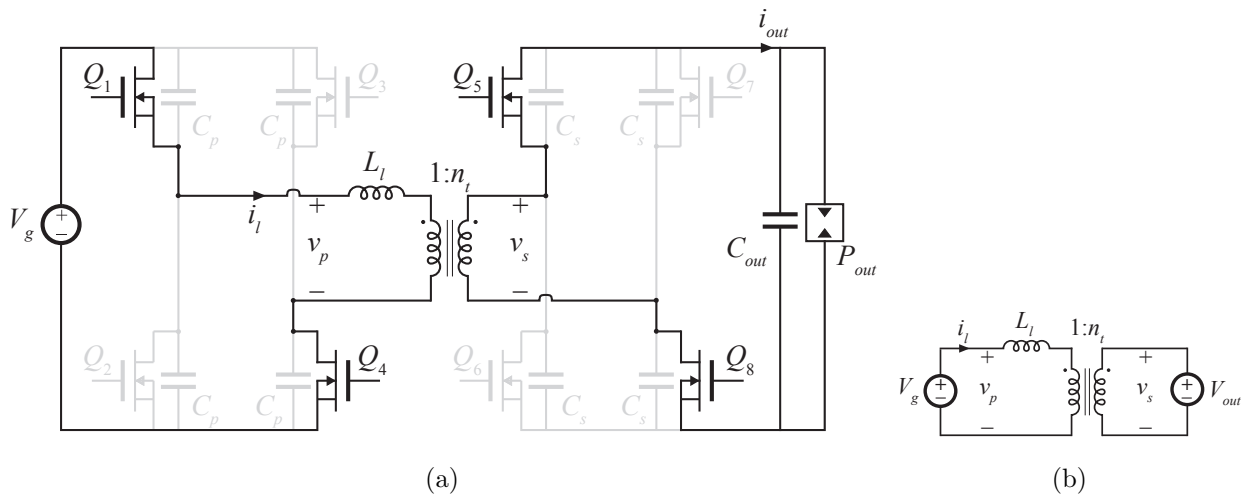 i_out
Q_1
C_p
C_p
Q_3
Q_5
C_s
C_s
Q_7
L_l
1:n_t
i_l
+
v_p
−
+
v_s
−
V_g
+
−
C_out
P_out
Q_2
C_p
C_p
Q_4
Q_6
C_s
C_s
Q_8
(a)
i_l
L_l
1:n_t
V_g
+
−
+
v_p
−
+
v_s
−
+
−
V_out
(b)